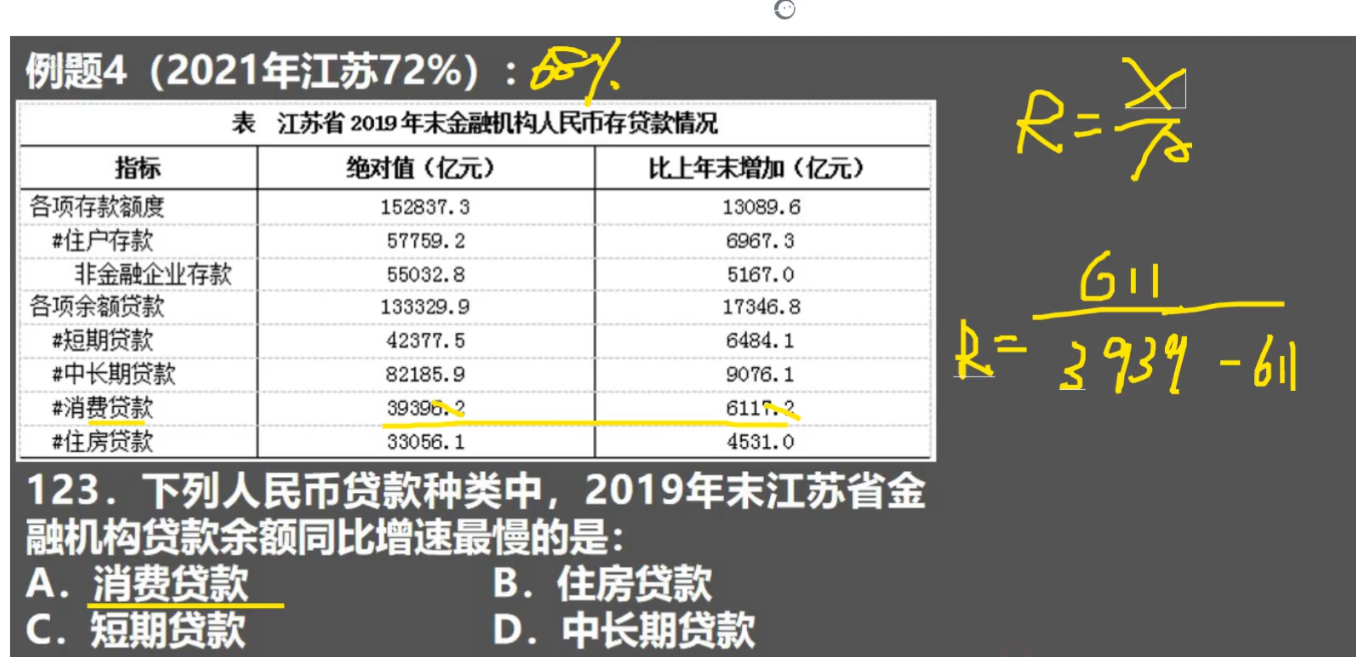 例题4（2021年江苏72%）：68%.
表 江苏省 2019 年末金融机构人民币存贷款情况
指标 绝对值（亿元） 比上年末增加（亿元）
各项存款额度 152837.3 13089.6
#住户存款 57759.2 6967.3
非金融企业存款 55032.8 5167.0
各项余额贷款 133329.9 17346.8
#短期贷款 42377.5 6484.1
#中长期贷款 82185.9 9076.1
#消费贷款 39396.2 6117.2
#住房贷款 33056.1 4531.0
123．下列人民币贷款种类中，2019年末江苏省金
融机构贷款余额同比增速最慢的是：
A．消费贷款 B．住房贷款
C．短期贷款 D．中长期贷款
R=
X
611
R=
3939 -611